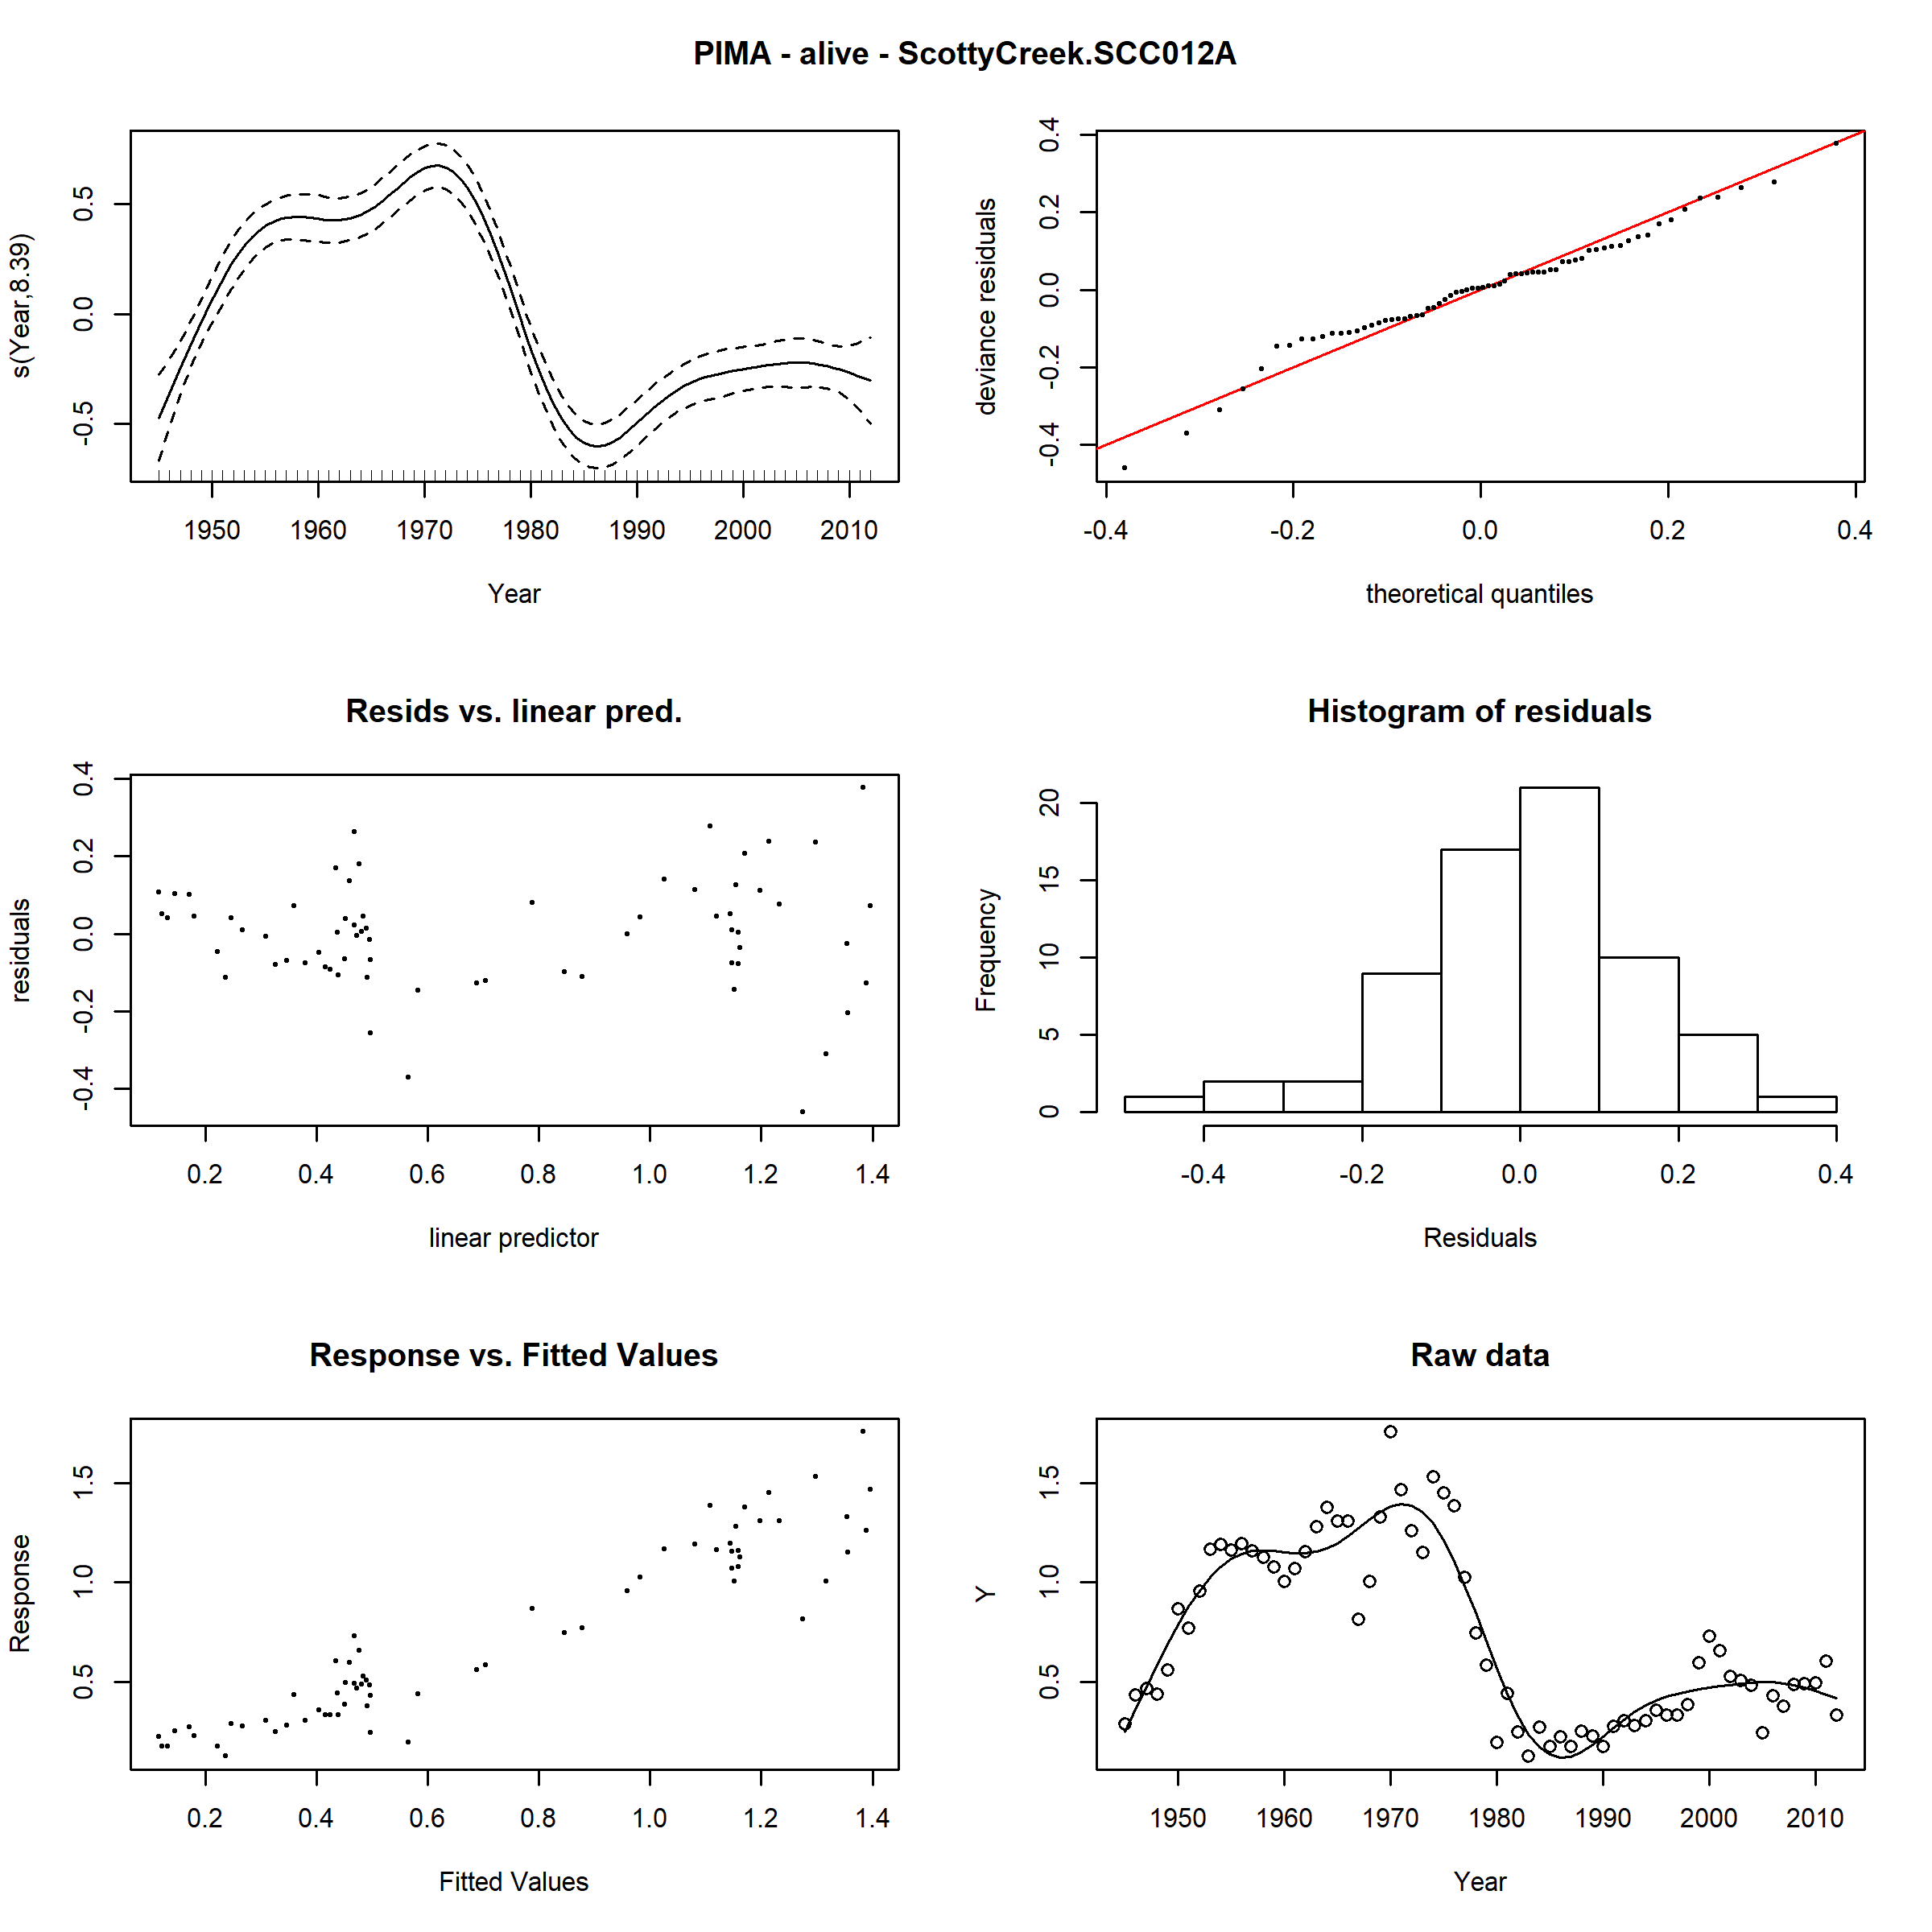 PIMA - alive - ScottyCreek.SCC012A
s(Year,8.39)
0.5
0.0
-0.5
1950 1960 1970 1980 1990 2000 2010
Year
deviance residuals
0.4
0.2
0.0
-0.2
-0.4
-0.4 -0.2 0.0 0.2 0.4
theoretical quantiles
Resids vs. linear pred.
residuals
0.4
0.2
0.0
-0.2
-0.4
0.2 0.4 0.6 0.8 1.0 1.2 1.4
linear predictor
Histogram of residuals
Frequency
20
15
10
5
0
-0.4 -0.2 0.0 0.2 0.4
Residuals
Response vs. Fitted Values
Response
1.5
1.0
0.5
0.2 0.4 0.6 0.8 1.0 1.2 1.4
Fitted Values
Raw data
Y
1.5
1.0
0.5
1950 1960 1970 1980 1990 2000 2010
Year